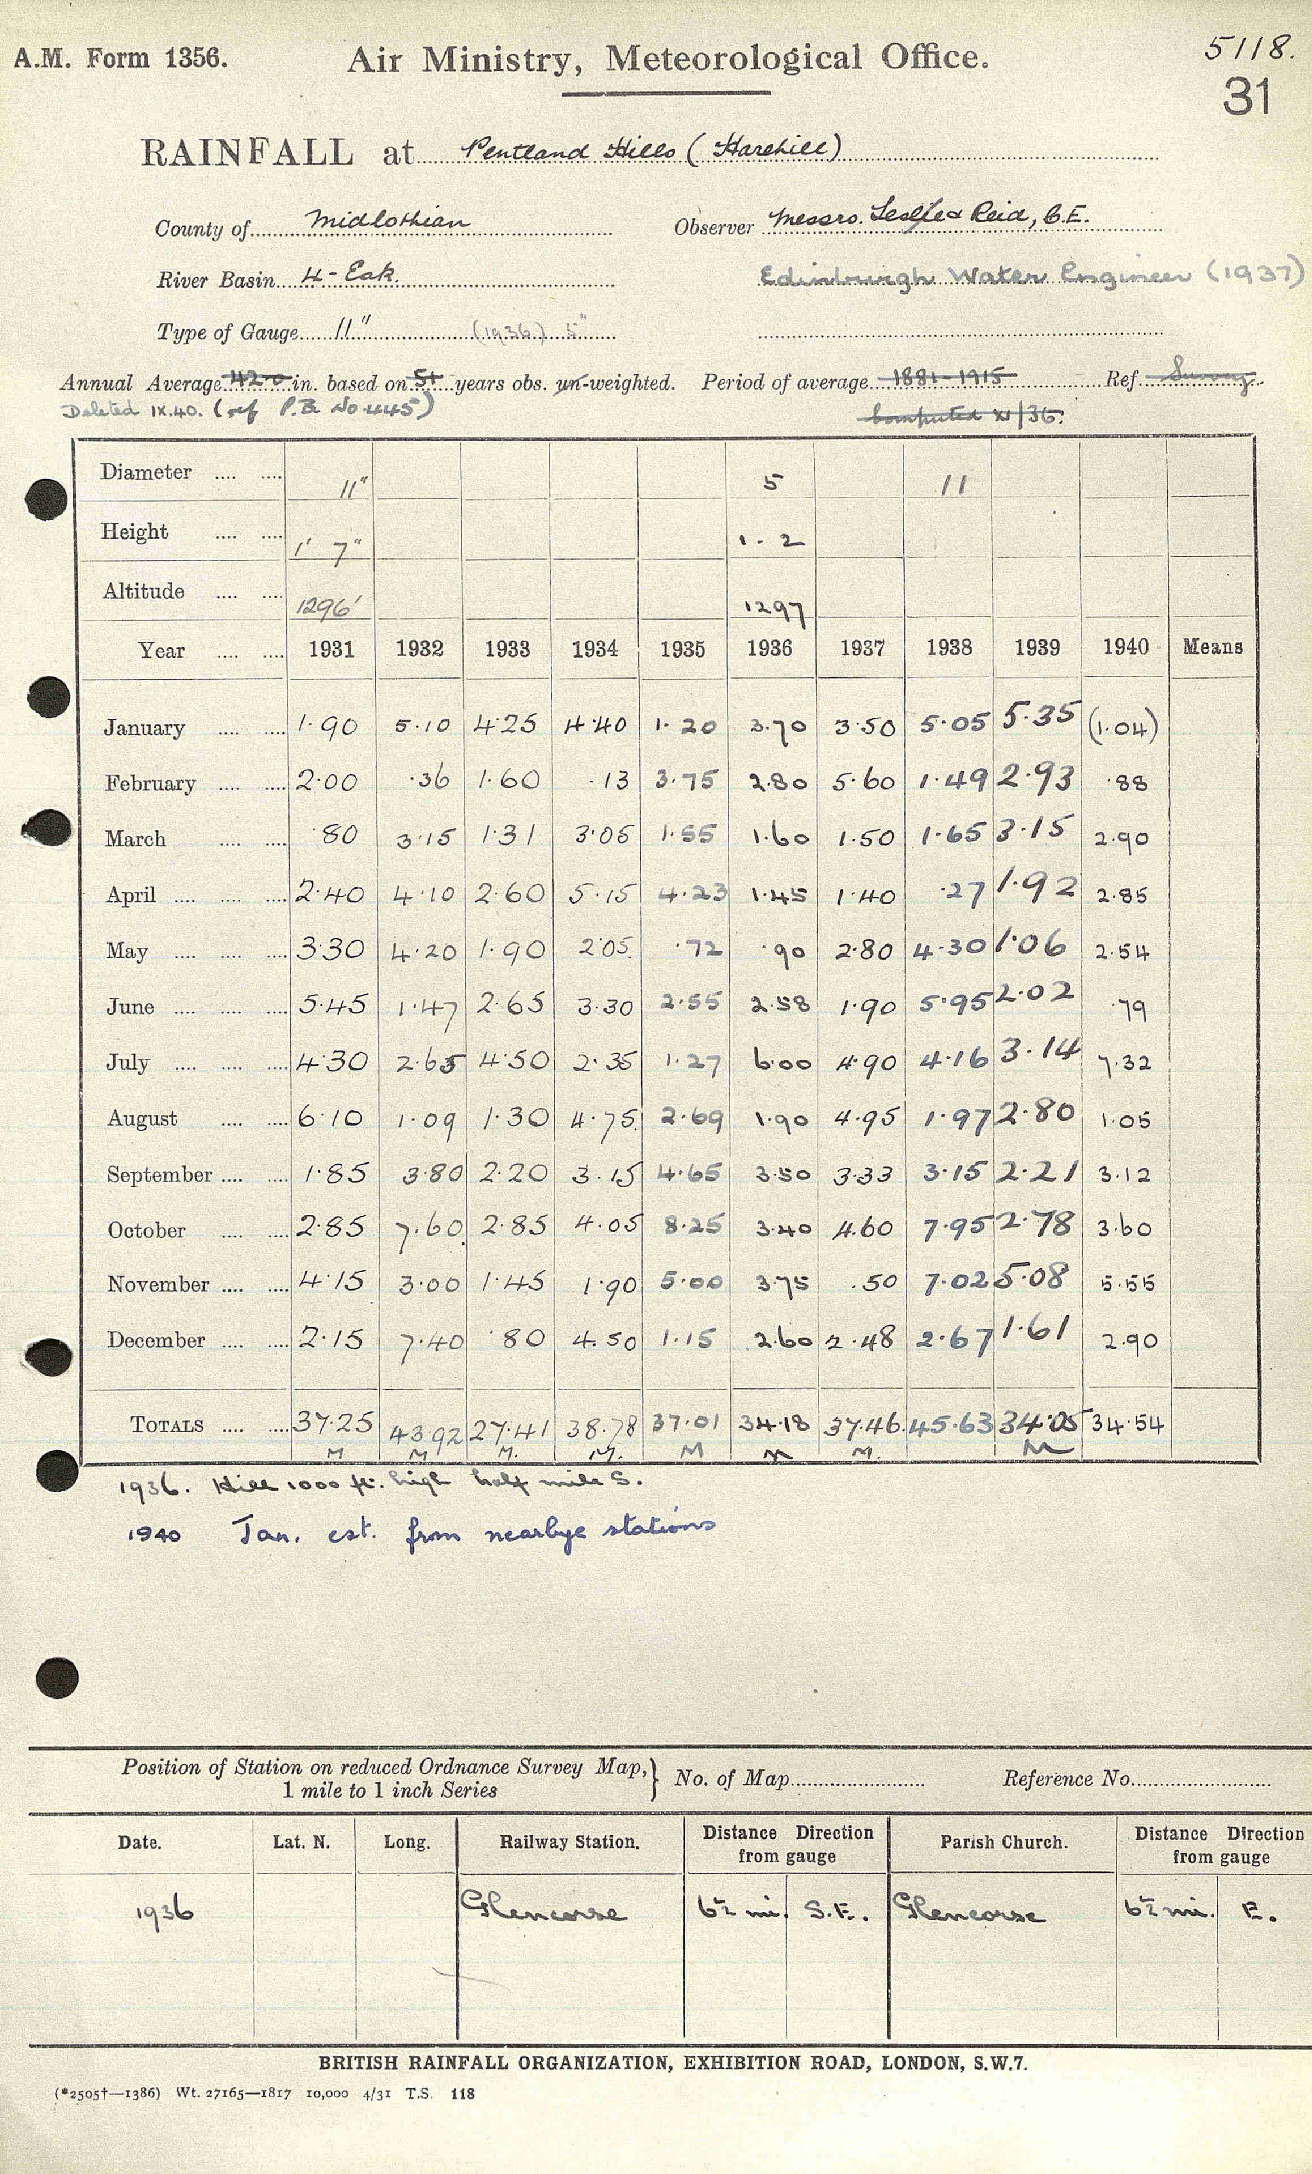 A.M. Form 1356. Air Ministry, Meteorological Office. 5118.
31
RAINFALL at Pentland Hills (Harehill)
County of Midlothian Observer Messrs. Leslie & Reid, C.E.
River Basin 4 - Esk. Edinburgh Water Engineer (1937)
Type of Gauge 11" (1936) 5"
Annual Average 42.0 in. based on years obs. un-weighted. Period of average 1881-1915 Ref. Survey
Deleted IX.40. (ref P.B. No 445) Computed XI/36.
Diameter .... .... 11" 5 11
Height .... .... 1' 7" 1 - 2
Altitude .... .... 1296' 1297
Year .... .... 1931 1932 1933 1934 1935 1936 1937 1938 1939 1940 Means
January .... .... 1.90 5.10 4.25 4.40 1.20 3.70 3.50 5.05 5.35 (1.04)
February .... .... 2.00 .36 1.60 .13 3.75 2.80 5.60 1.49 2.93 .88
March .... .... .80 3.15 1.31 3.05 1.55 1.60 1.50 1.65 3.15 2.90
April .... .... .... 2.40 4.10 2.60 5.15 4.23 1.45 1.40 .27 1.92 2.85
May .... .... .... 3.30 4.20 1.90 2.05 .72 .90 2.80 4.30 1.06 2.54
June .... .... .... 5.45 1.47 2.65 3.30 2.55 2.58 1.90 5.95 2.02 .79
July .... .... .... 4.30 2.65 4.50 2.35 1.27 6.00 4.90 4.16 3.14 7.32
August .... .... 6.10 1.09 1.30 4.75 2.69 1.90 4.95 1.97 2.80 1.05
September .... .... 1.85 3.80 2.20 3.15 4.65 3.50 3.33 3.15 2.21 3.12
October .... .... 2.85 7.60 2.85 4.05 8.25 3.40 4.60 7.95 2.78 3.60
November .... .... 4.15 3.00 1.45 1.90 5.00 3.75 .50 7.02 5.08 5.55
December .... .... 2.15 7.40 .80 4.50 1.15 2.60 2.48 2.67 1.61 2.90
TOTALS .... .... 37.25 43.92 27.41 38.78 37.01 34.18 37.46 45.63 34.05 34.54
M M M. M. M M M. M
1936. Hill 1000 ft. high half mile S.
1940 Jan. est. from nearbye stations
Position of Station on reduced Ordnance Survey Map, } No. of Map Reference No.
1 mile to 1 inch Series
Date. Lat. N. Long. Railway Station. Distance Direction from gauge Parish Church. Distance Direction from gauge
1936 Glencorse 6½ mi. S.E. Glencorse 6½ mi. E.
BRITISH RAINFALL ORGANIZATION, EXHIBITION ROAD, LONDON, S.W.7.
(*2505†—1386) Wt. 27165—1817 10,000 4/31 T.S. 118